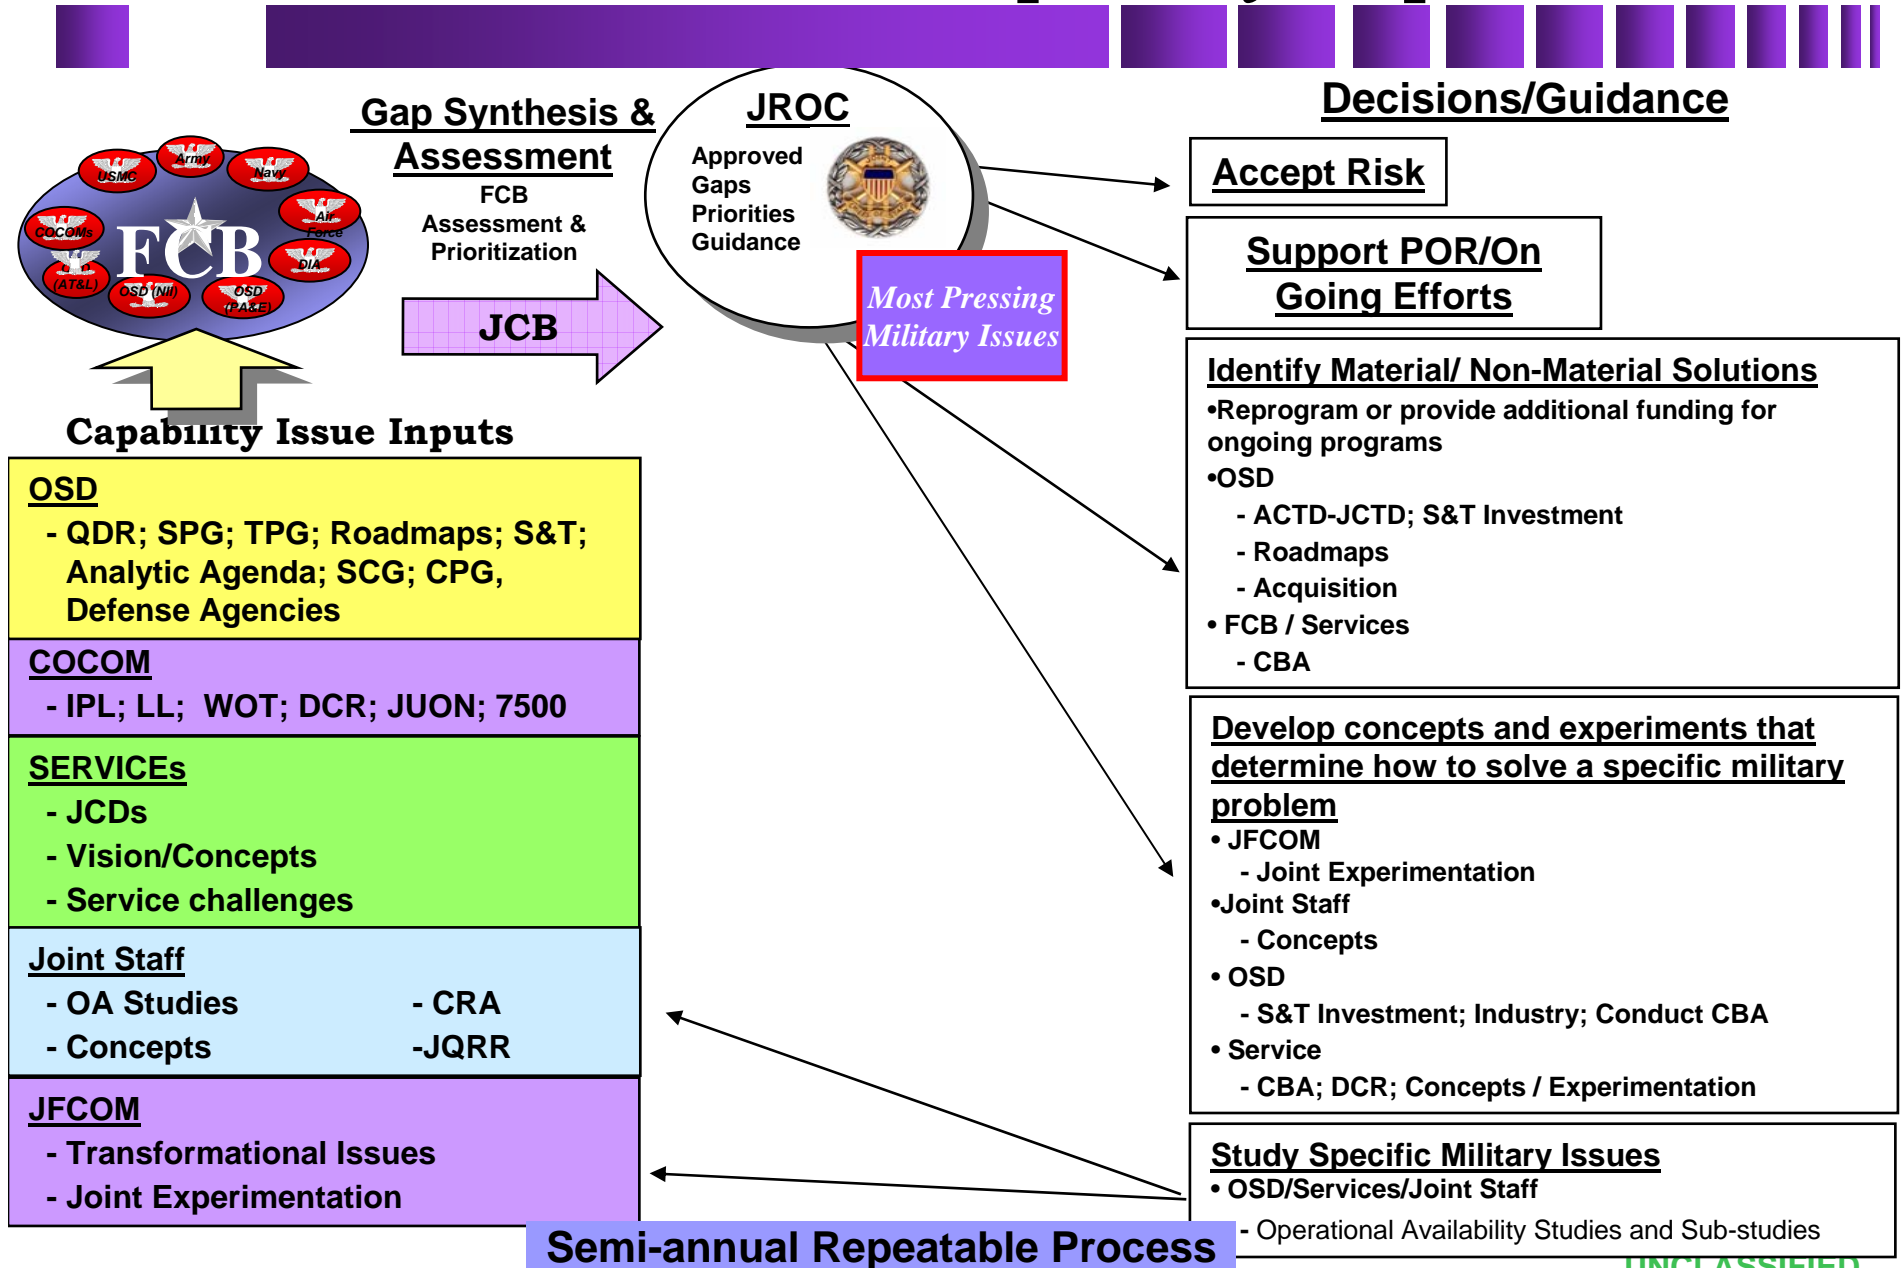 Gap Synthesis &
Assessment
FCB
Assessment &
Prioritization
JCB
USMC
Army
Navy
Air
Force
COCOMs
FCB
DIA
(AT&L)
OSD (NII)
OSD
(PA&E)
JROC
Approved
Gaps
Priorities
Guidance
Most Pressing
Military Issues
Capability Issue Inputs
OSD
- QDR; SPG; TPG; Roadmaps; S&T;
Analytic Agenda; SCG; CPG,
Defense Agencies
COCOM
- IPL; LL; WOT; DCR; JUON; 7500
SERVICEs
- JCDs
- Vision/Concepts
- Service challenges
Joint Staff
- OA Studies - CRA
- Concepts -JQRR
JFCOM
- Transformational Issues
- Joint Experimentation
Decisions/Guidance
Accept Risk
Support POR/On
Going Efforts
Identify Material/ Non-Material Solutions
•Reprogram or provide additional funding for
ongoing programs
•OSD
- ACTD-JCTD; S&T Investment
- Roadmaps
- Acquisition
• FCB / Services
- CBA
Develop concepts and experiments that
determine how to solve a specific military
problem
• JFCOM
- Joint Experimentation
•Joint Staff
- Concepts
• OSD
- S&T Investment; Industry; Conduct CBA
• Service
- CBA; DCR; Concepts / Experimentation
Study Specific Military Issues
• OSD/Services/Joint Staff
- Operational Availability Studies and Sub-studies
Semi-annual Repeatable Process
UNCLASSIFIED